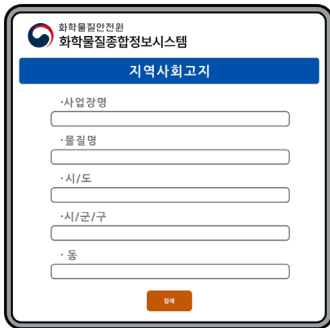 화학물질안전원
화학물질종합정보시스템
지역사회고지
·사업장명
·물질명
·시/도
·시/군/구
· 동
검색